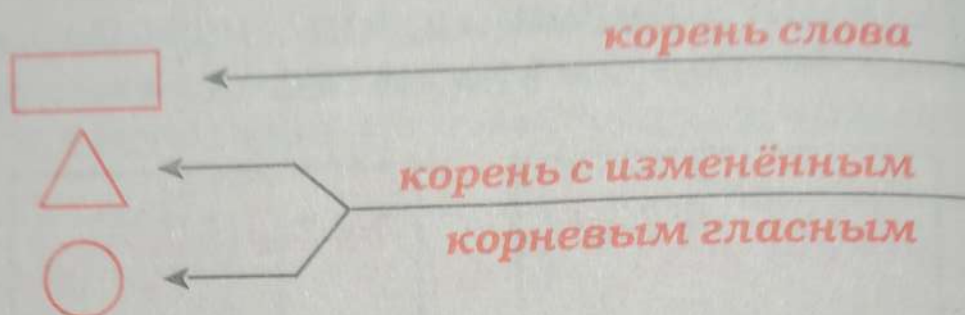 корень слова
корень с изменённым
корневым гласным